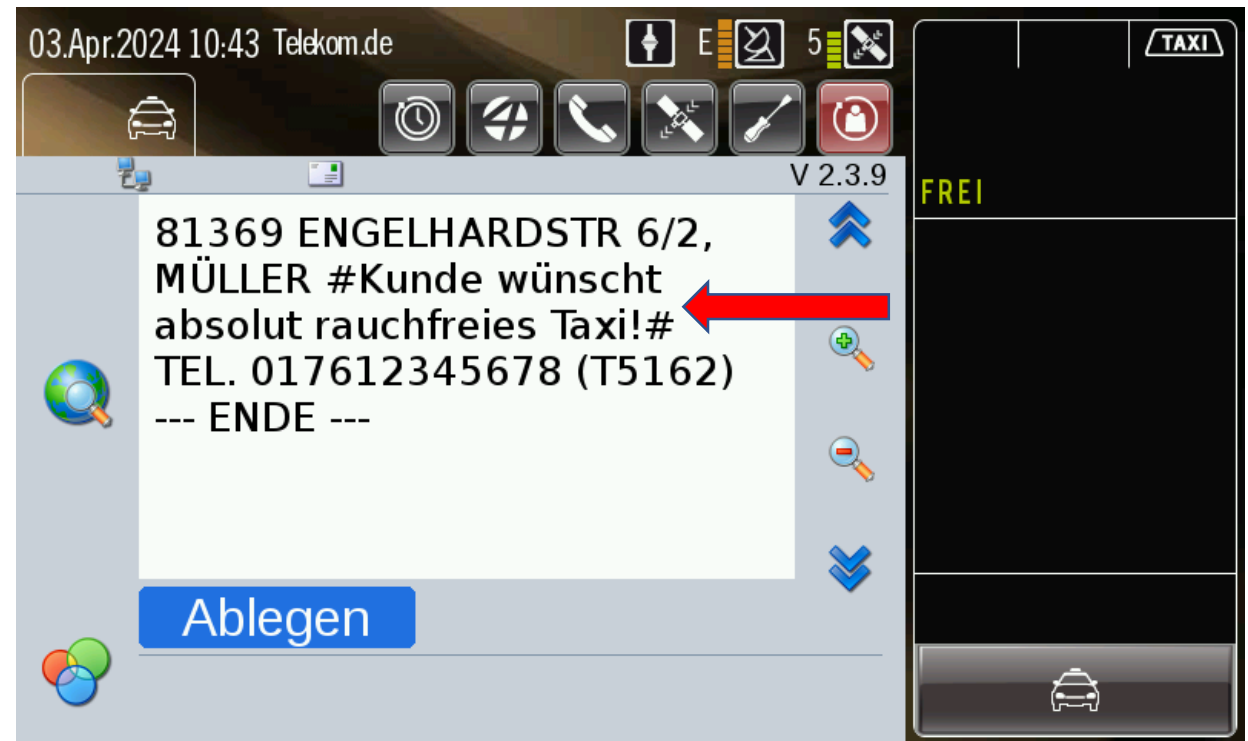 03.Apr.2024 10:43 Telekom.de E 5
TAXI
V 2.3.9
FREI
81369 ENGELHARDSTR 6/2,
MÜLLER #Kunde wünscht
absolut rauchfreies Taxi!#
TEL. 017612345678 (T5162)
--- ENDE ---
Ablegen